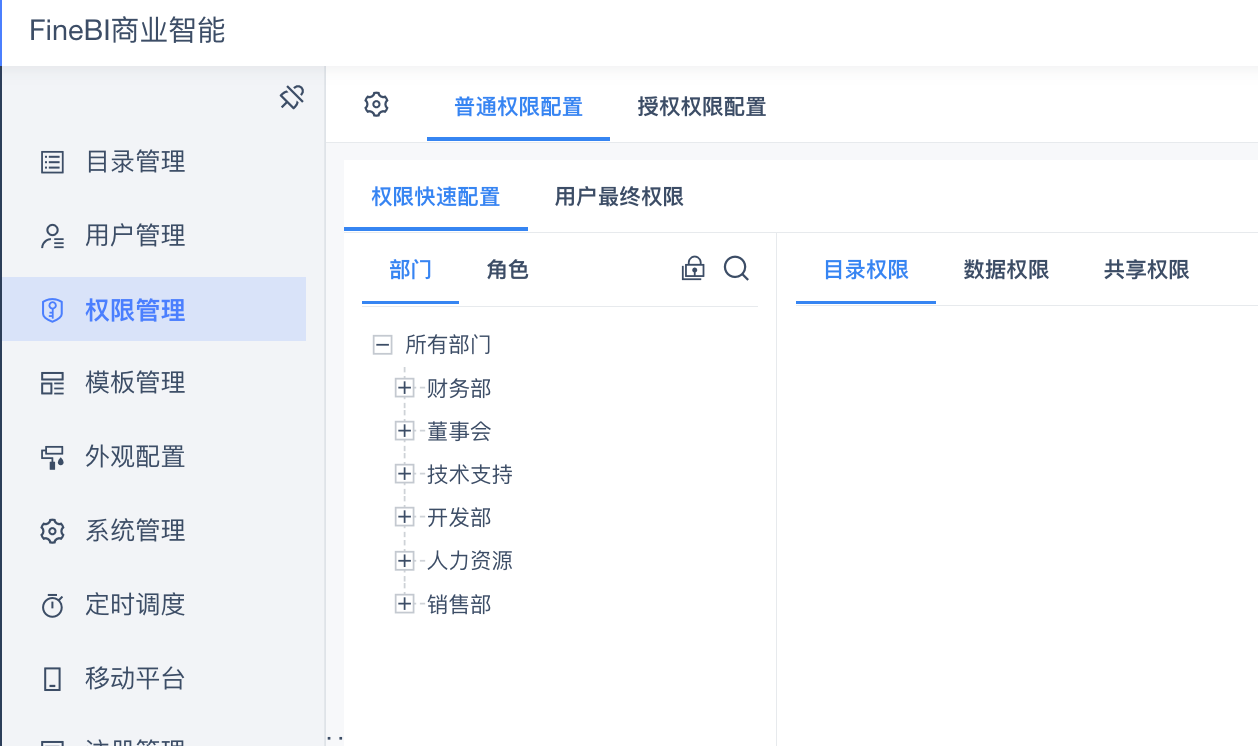 FineBI商业智能
目录管理
用户管理
权限管理
模板管理
外观配置
系统管理
定时调度
移动平台
注册管理
普通权限配置
授权权限配置
权限快速配置
用户最终权限
部门
角色
所有部门
财务部
董事会
技术支持
开发部
人力资源
销售部
目录权限
数据权限
共享权限